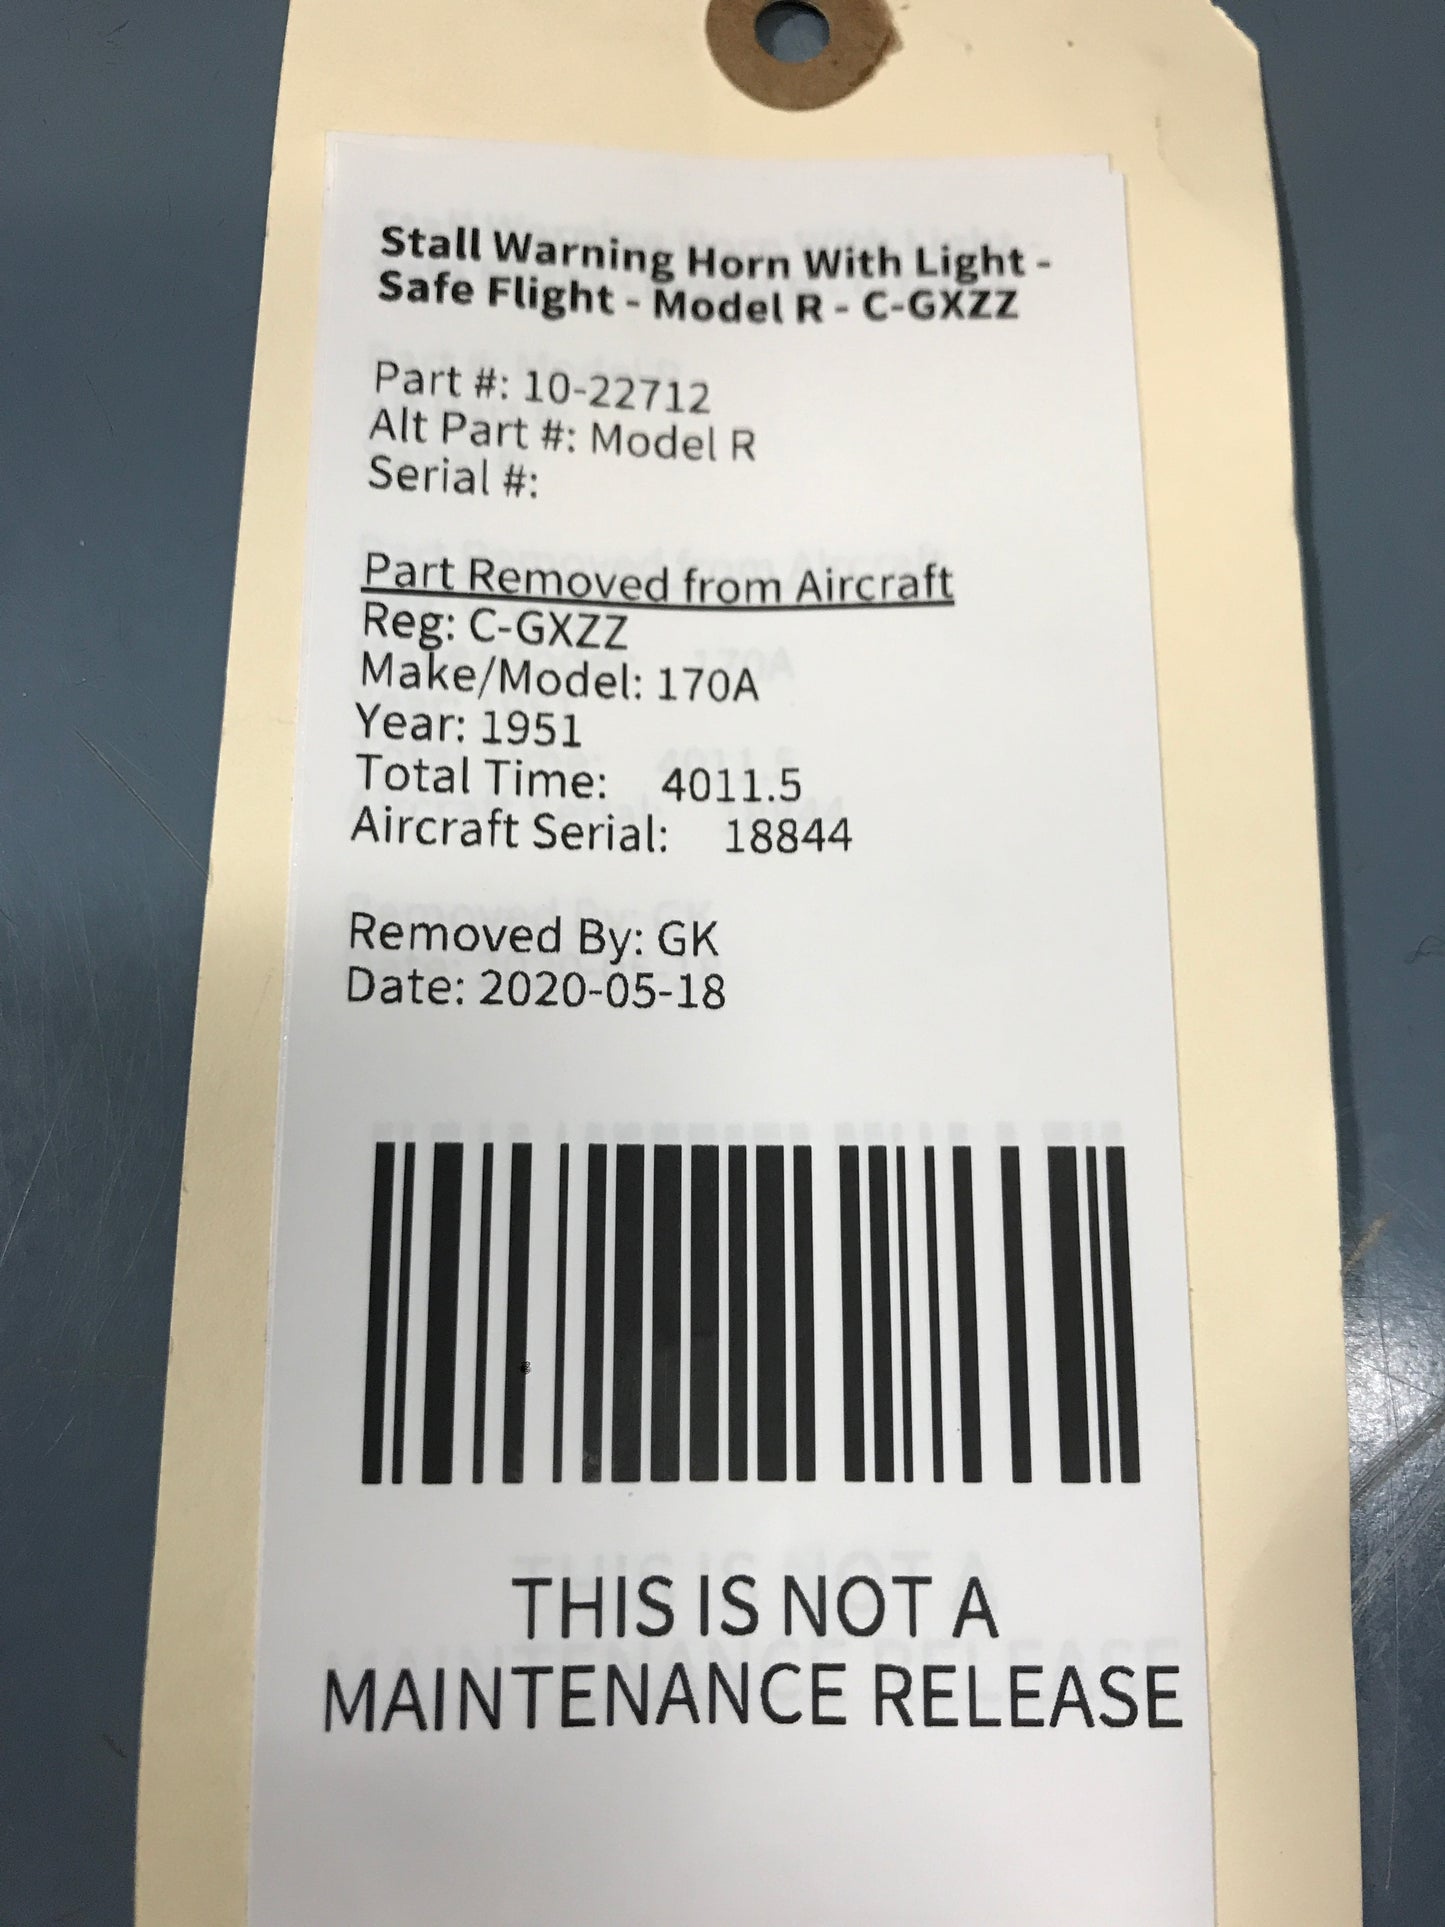 Stall Warning Horn With Light -
Safe Flight - Model R - C-GXZZ
Part #: 10-22712
Alt Part #: Model R
Serial #:
Part Removed from Aircraft
Reg: C-GXZZ
Make/Model: 170A
Year: 1951
Total Time: 4011.5
Aircraft Serial: 18844
Removed By: GK
Date: 2020-05-18
THIS IS NOT A
MAINTENANCE RELEASE